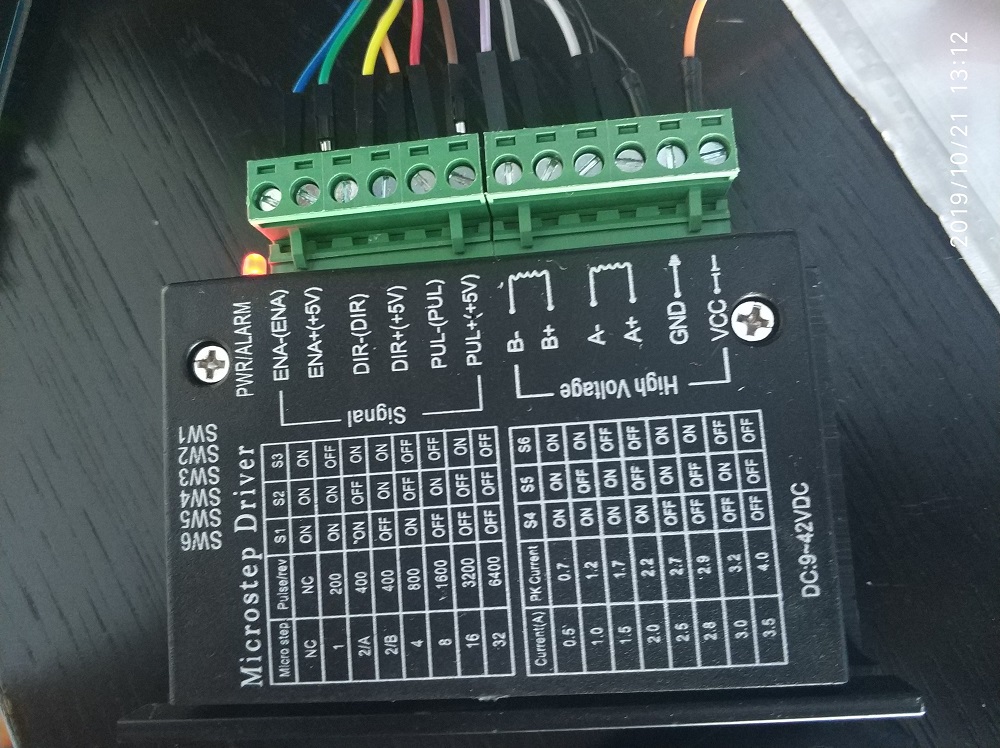 SW6
SW5
SW4
SW3
SW2
SW1
Microstep Driver
PWR/ALARM
Micro step Pulse/rev S1 S2 S3
NC NC ON ON ON
1 200 ON ON OFF
2/A 400 ON OFF ON
2/B 400 OFF ON ON
4 800 ON OFF OFF
8 1600 OFF ON OFF
16 3200 OFF OFF ON
32 6400 OFF OFF OFF
Signal
ENA-(ENA)
ENA+(+5V)
DIR-(DIR)
DIR+(+5V)
PUL-(PUL)
PUL+(+5V)
Current(A) PK Current S4 S5 S6
0.5 0.7 ON ON ON
1.0 1.2 ON OFF ON
1.5 1.7 ON ON OFF
2.0 2.2 ON OFF OFF
2.5 2.7 OFF ON ON
2.8 2.9 OFF OFF ON
3.0 3.2 OFF ON OFF
3.5 4.0 OFF OFF OFF
High Voltage
B-
B+
A-
A+
GND
VCC
DC:9~42VDC
2019/10/21 13:12